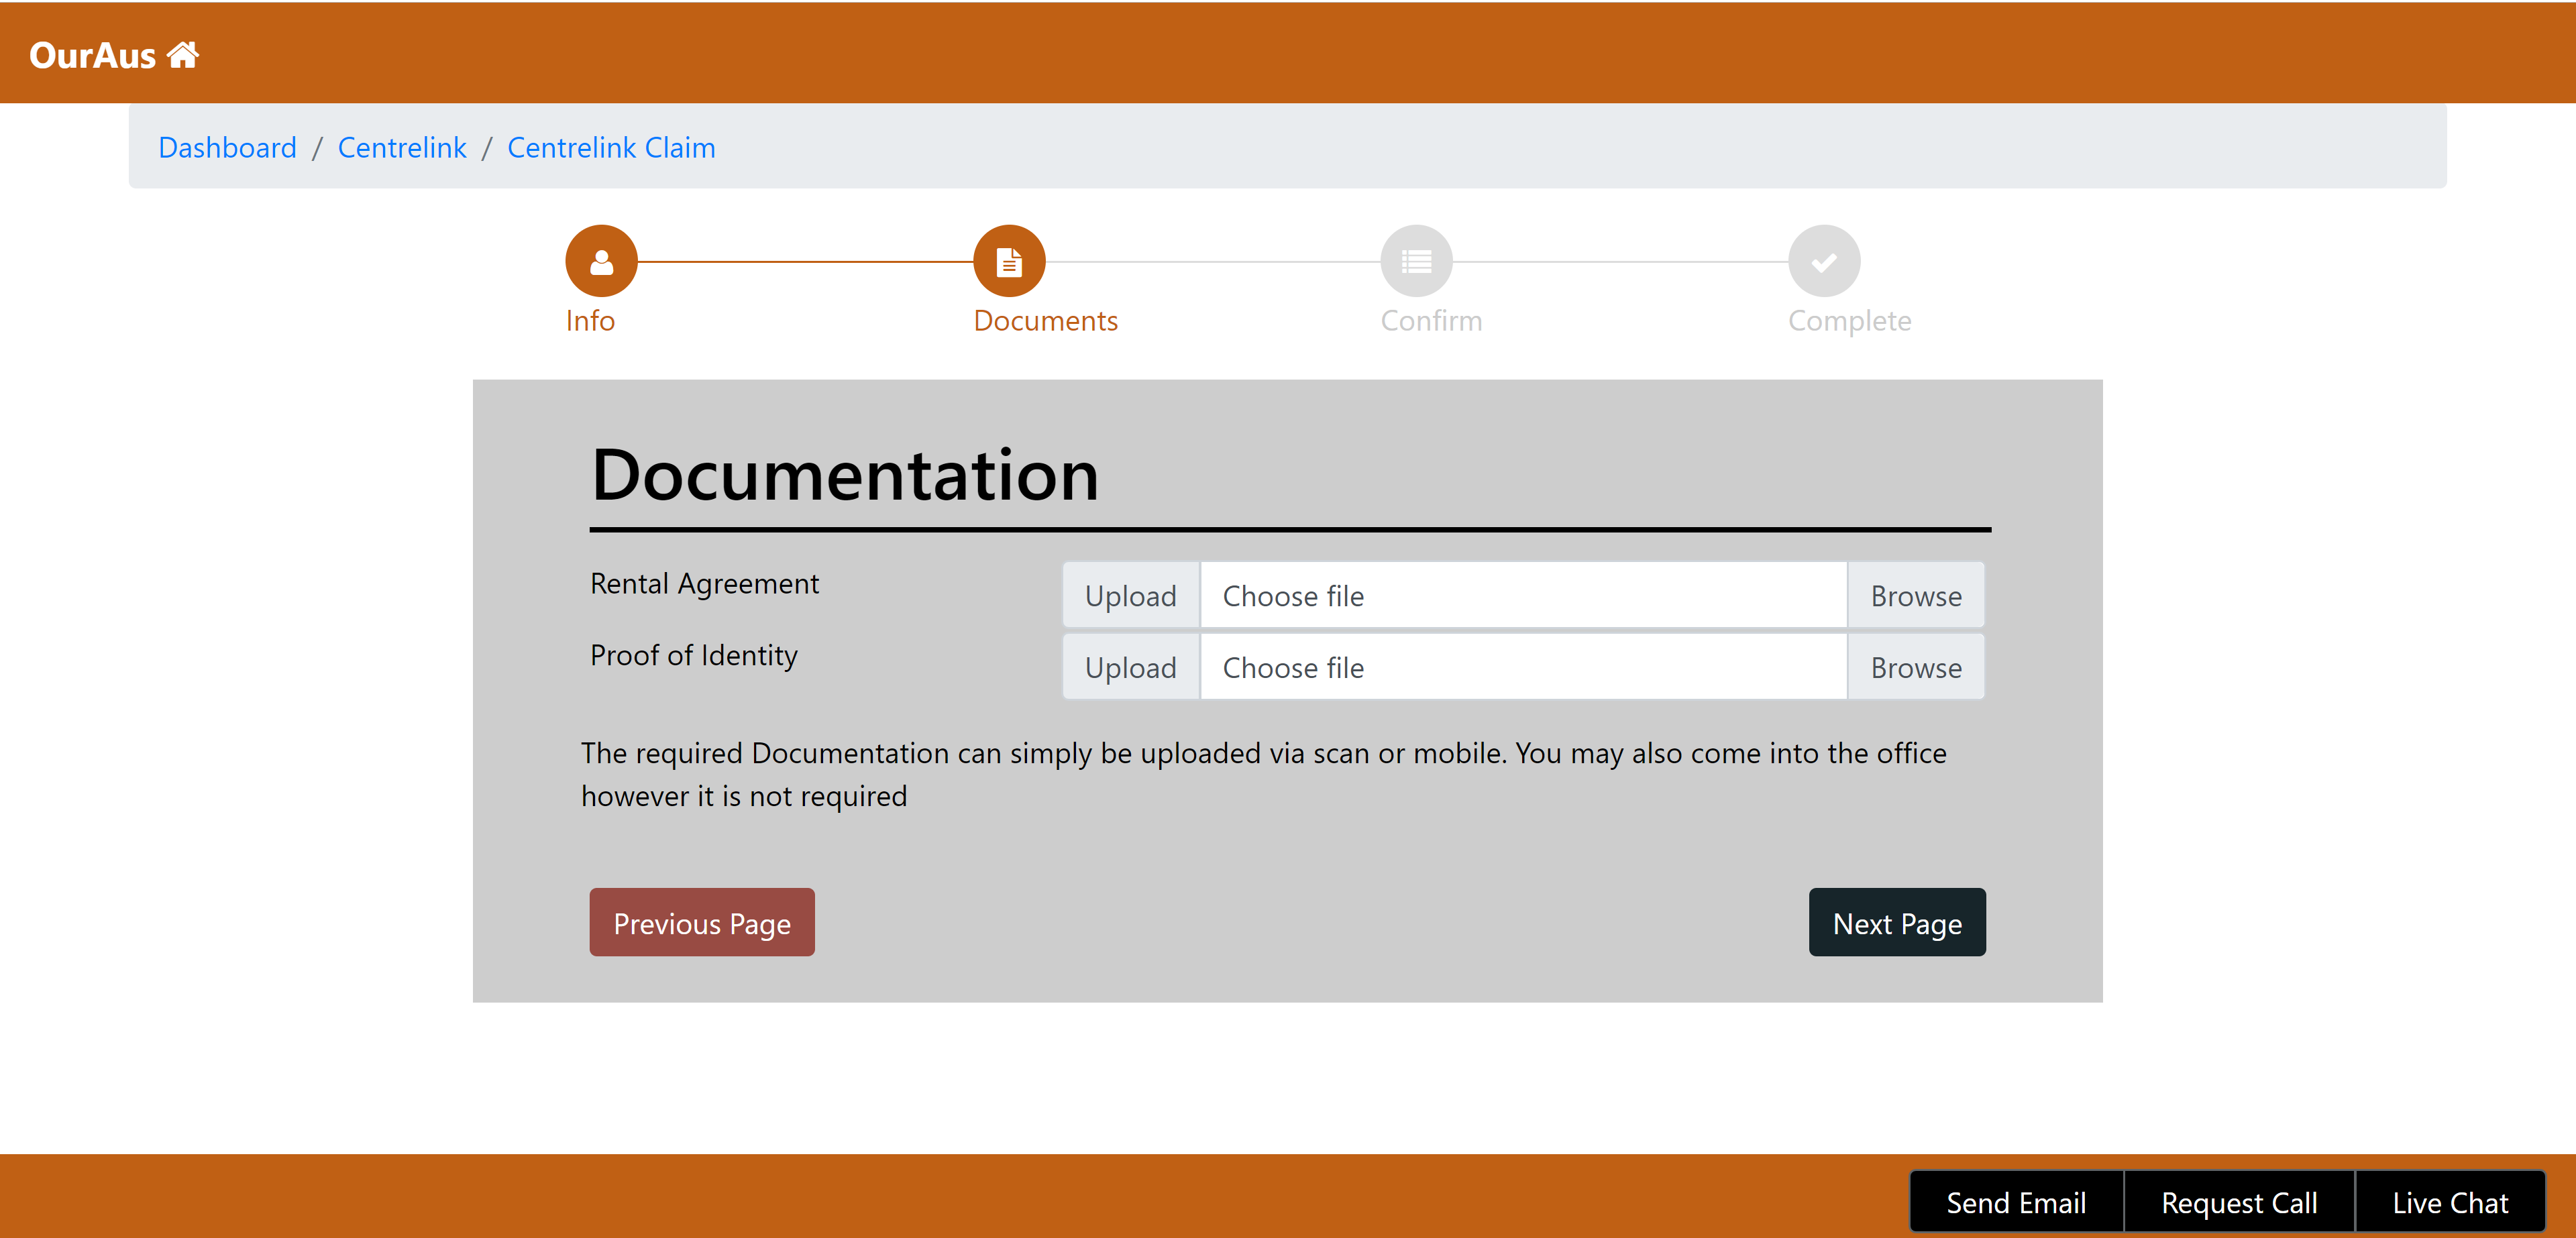 OurAus
Dashboard / Centrelink / Centrelink Claim
Info
Documents
Confirm
Complete
Documentation
Rental Agreement
Upload
Choose file
Browse
Proof of Identity
Upload
Choose file
Browse
The required Documentation can simply be uploaded via scan or mobile. You may also come into the office
however it is not required
Previous Page
Next Page
Send Email
Request Call
Live Chat